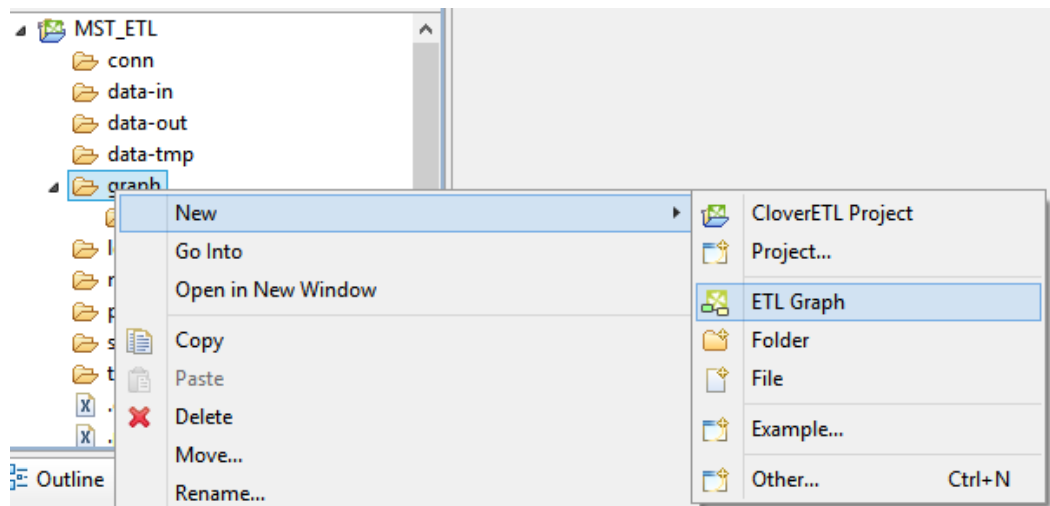 MST_ETL
conn
data-in
data-out
data-tmp
graph
New
Go Into
Open in New Window
Copy
Paste
Delete
Move...
Rename...
CloverETL Project
Project...
ETL Graph
Folder
File
Example...
Other... Ctrl+N
Outline